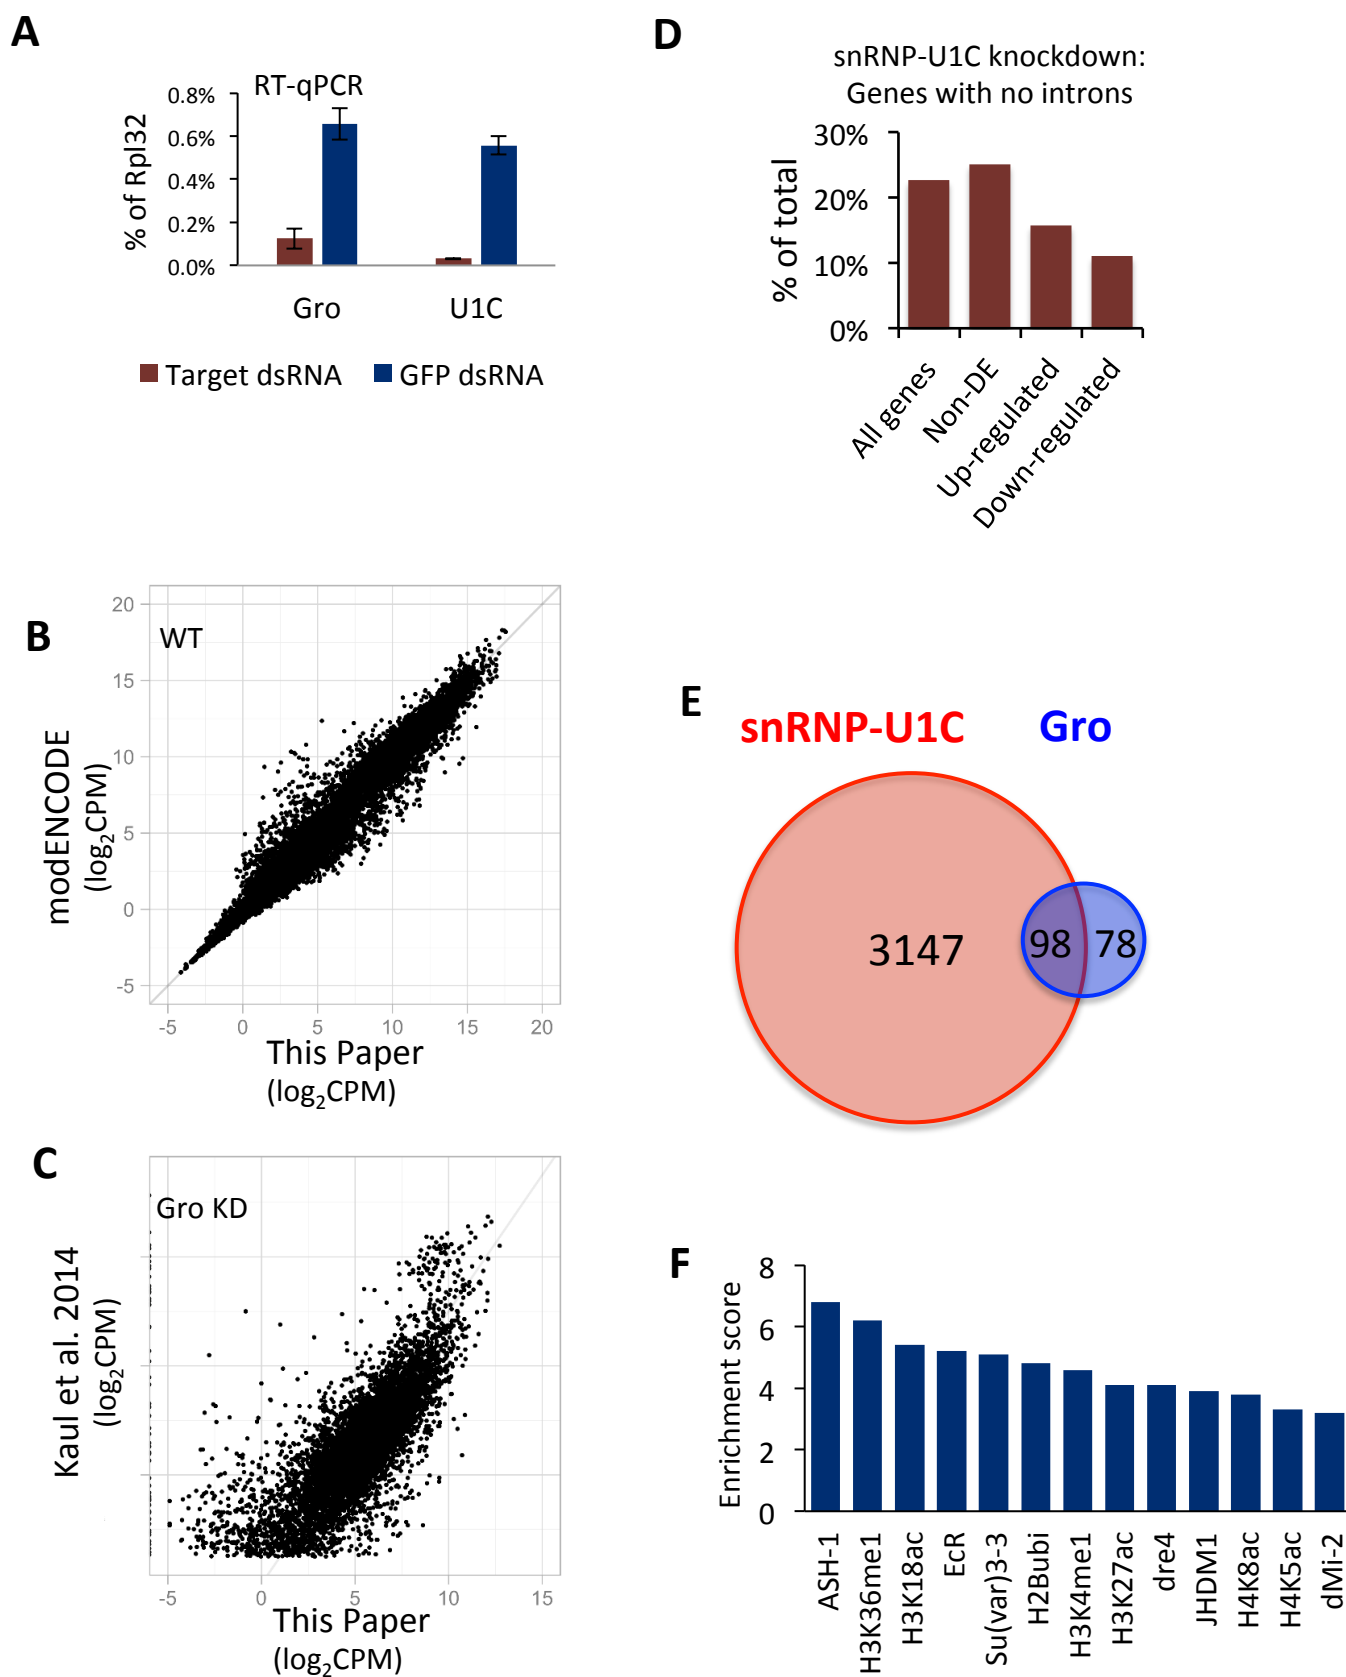 A
RT-qPCR
% of Rpl32
0.8%
0.6%
0.4%
0.2%
0.0%
Gro
U1C
Target dsRNA
GFP dsRNA
D
snRNP-U1C knockdown:
Genes with no introns
% of total
30%
20%
10%
0%
All genes
Non-DE
Up-regulated
Down-regulated
B
WT
modENCODE
(log₂CPM)
20
15
10
5
0
-5
-5
0
5
10
15
20
This Paper
(log₂CPM)
E
snRNP-U1C
Gro
3147
98
78
C
Gro KD
Kaul et al. 2014
(log₂CPM)
-5
0
5
10
15
This Paper
(log₂CPM)
F
Enrichment score
8
6
4
2
0
ASH-1
H3K36me1
H3K18ac
EcR
Su(var)3-3
H2Bubi
H3K4me1
H3K27ac
dre4
JHDM1
H4K8ac
H4K5ac
dMi-2